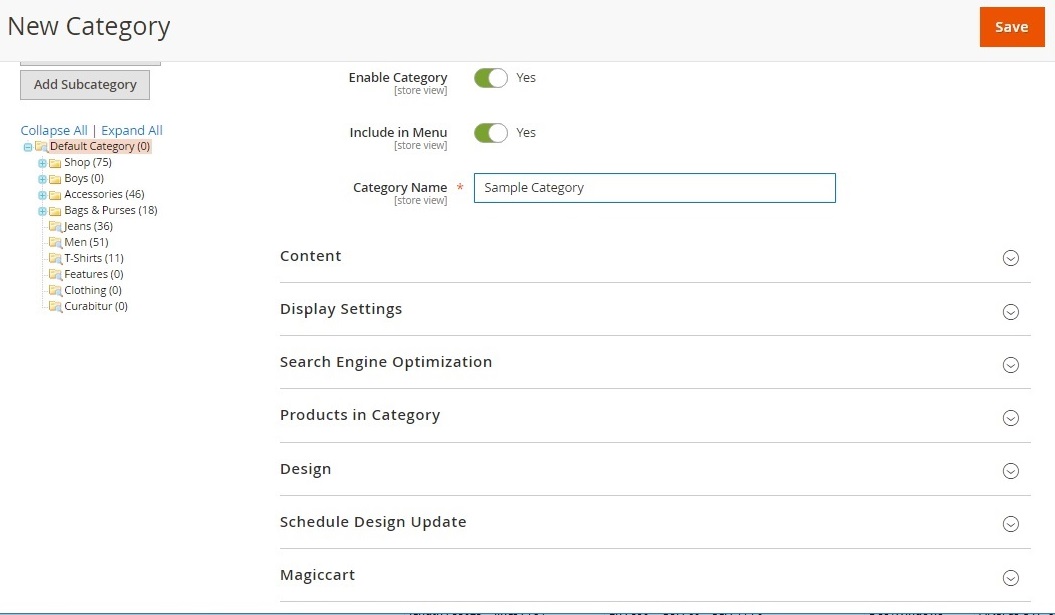 New Category
Save
Add Subcategory
Collapse All | Expand All
Default Category (0)
Shop (75)
Boys (0)
Accessories (46)
Bags & Purses (18)
Jeans (36)
Men (51)
T-Shirts (11)
Features (0)
Clothing (0)
Curabitur (0)
Enable Category
[store view]
Yes
Include in Menu
[store view]
Yes
Category Name *
[store view]
Sample Category
Content
Display Settings
Search Engine Optimization
Products in Category
Design
Schedule Design Update
Magiccart